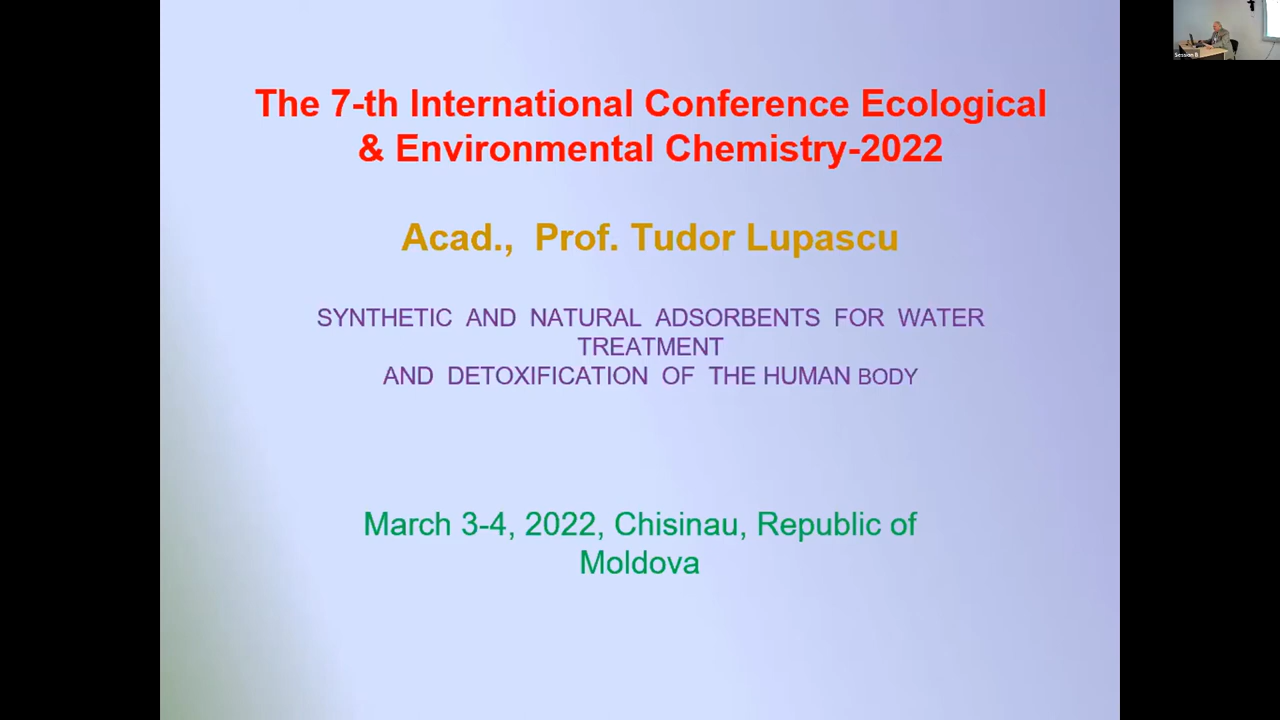 The 7-th International Conference Ecological
& Environmental Chemistry-2022
Acad., Prof. Tudor Lupascu
SYNTHETIC AND NATURAL ADSORBENTS FOR WATER
TREATMENT
AND DETOXIFICATION OF THE HUMAN BODY
March 3-4, 2022, Chisinau, Republic of
Moldova
Session B